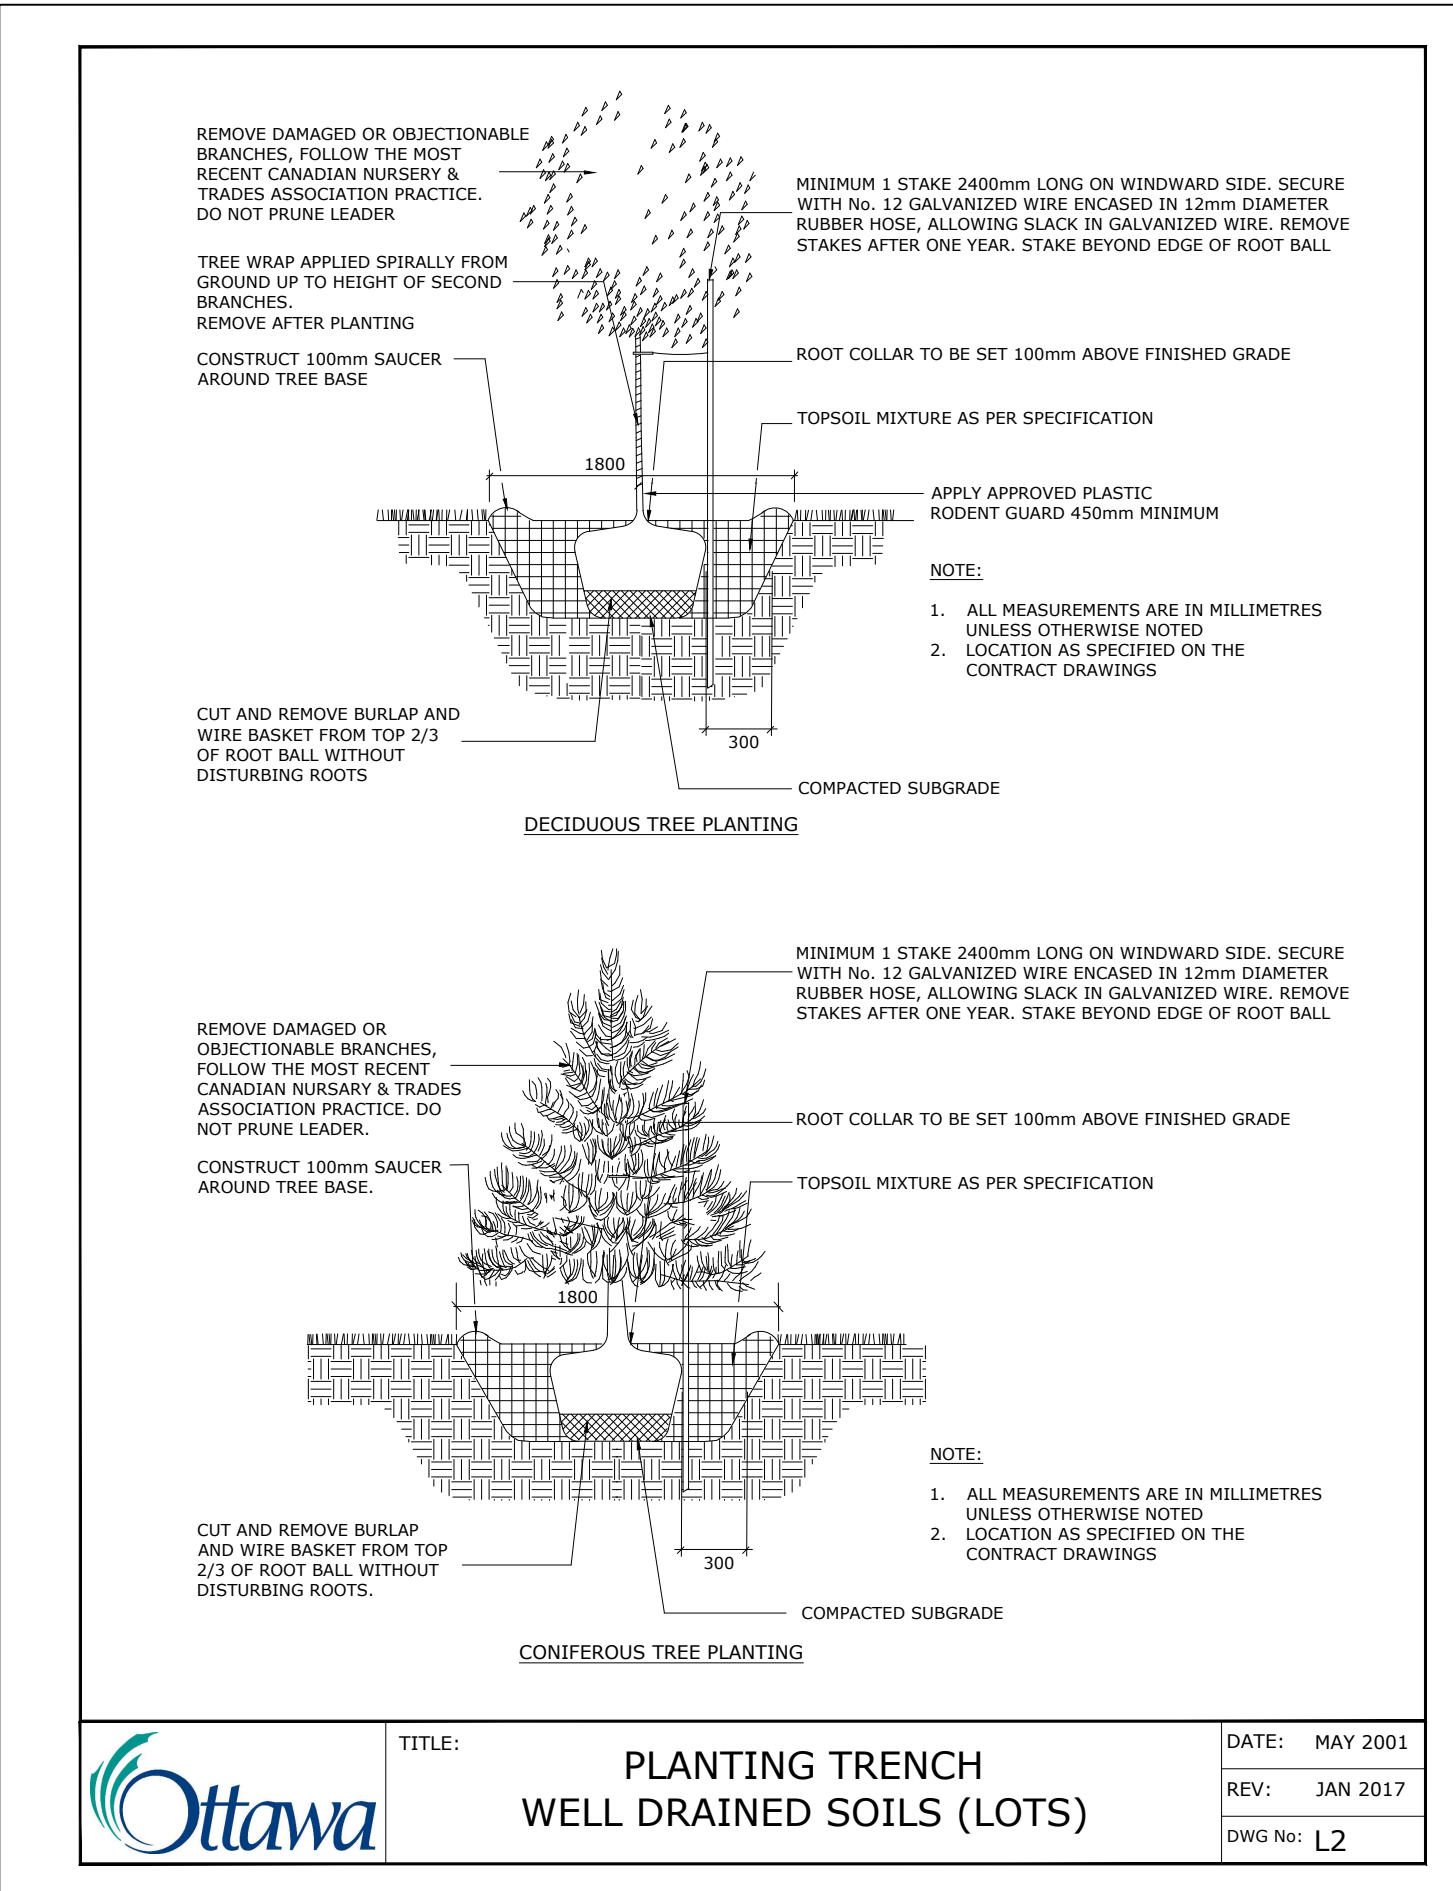 REMOVE DAMAGED OR OBJECTIONABLE
BRANCHES, FOLLOW THE MOST
RECENT CANADIAN NURSERY &
TRADES ASSOCIATION PRACTICE.
DO NOT PRUNE LEADER
TREE WRAP APPLIED SPIRALLY FROM
GROUND UP TO HEIGHT OF SECOND
BRANCHES.
REMOVE AFTER PLANTING
CONSTRUCT 100mm SAUCER
AROUND TREE BASE
MINIMUM 1 STAKE 2400mm LONG ON WINDWARD SIDE. SECURE
WITH No. 12 GALVANIZED WIRE ENCASED IN 12mm DIAMETER
RUBBER HOSE, ALLOWING SLACK IN GALVANIZED WIRE. REMOVE
STAKES AFTER ONE YEAR. STAKE BEYOND EDGE OF ROOT BALL
ROOT COLLAR TO BE SET 100mm ABOVE FINISHED GRADE
TOPSOIL MIXTURE AS PER SPECIFICATION
1800
APPLY APPROVED PLASTIC
RODENT GUARD 450mm MINIMUM
NOTE:
1. ALL MEASUREMENTS ARE IN MILLIMETRES
UNLESS OTHERWISE NOTED
2. LOCATION AS SPECIFIED ON THE
CONTRACT DRAWINGS
CUT AND REMOVE BURLAP AND
WIRE BASKET FROM TOP 2/3
OF ROOT BALL WITHOUT
DISTURBING ROOTS
300
COMPACTED SUBGRADE
DECIDUOUS TREE PLANTING
MINIMUM 1 STAKE 2400mm LONG ON WINDWARD SIDE. SECURE
WITH No. 12 GALVANIZED WIRE ENCASED IN 12mm DIAMETER
RUBBER HOSE, ALLOWING SLACK IN GALVANIZED WIRE. REMOVE
STAKES AFTER ONE YEAR. STAKE BEYOND EDGE OF ROOT BALL
REMOVE DAMAGED OR
OBJECTIONABLE BRANCHES,
FOLLOW THE MOST RECENT
CANADIAN NURSARY & TRADES
ASSOCIATION PRACTICE. DO
NOT PRUNE LEADER.
ROOT COLLAR TO BE SET 100mm ABOVE FINISHED GRADE
CONSTRUCT 100mm SAUCER
AROUND TREE BASE.
TOPSOIL MIXTURE AS PER SPECIFICATION
1800
NOTE:
1. ALL MEASUREMENTS ARE IN MILLIMETRES
UNLESS OTHERWISE NOTED
2. LOCATION AS SPECIFIED ON THE
CONTRACT DRAWINGS
CUT AND REMOVE BURLAP
AND WIRE BASKET FROM TOP
2/3 OF ROOT BALL WITHOUT
DISTURBING ROOTS.
300
COMPACTED SUBGRADE
CONIFEROUS TREE PLANTING
Ottawa
TITLE:
PLANTING TRENCH
WELL DRAINED SOILS (LOTS)
DATE: MAY 2001
REV: JAN 2017
DWG No: L2